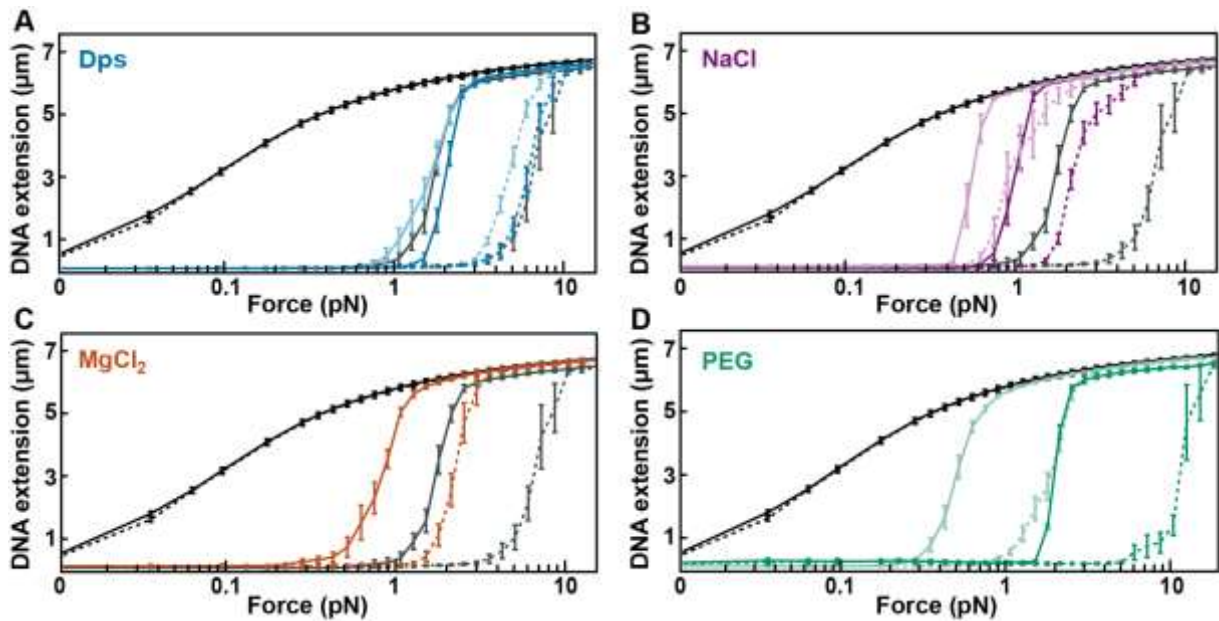 A
Dps
DNA extension (µm)
7
5
3
1
0
0.1
1
10
Force (pN)
B
NaCl
DNA extension (µm)
7
5
3
1
0
0.1
1
10
Force (pN)
C
MgCl₂
DNA extension (µm)
7
5
3
1
0
0.1
1
10
Force (pN)
D
PEG
DNA extension (µm)
7
5
3
1
0
0.1
1
10
Force (pN)